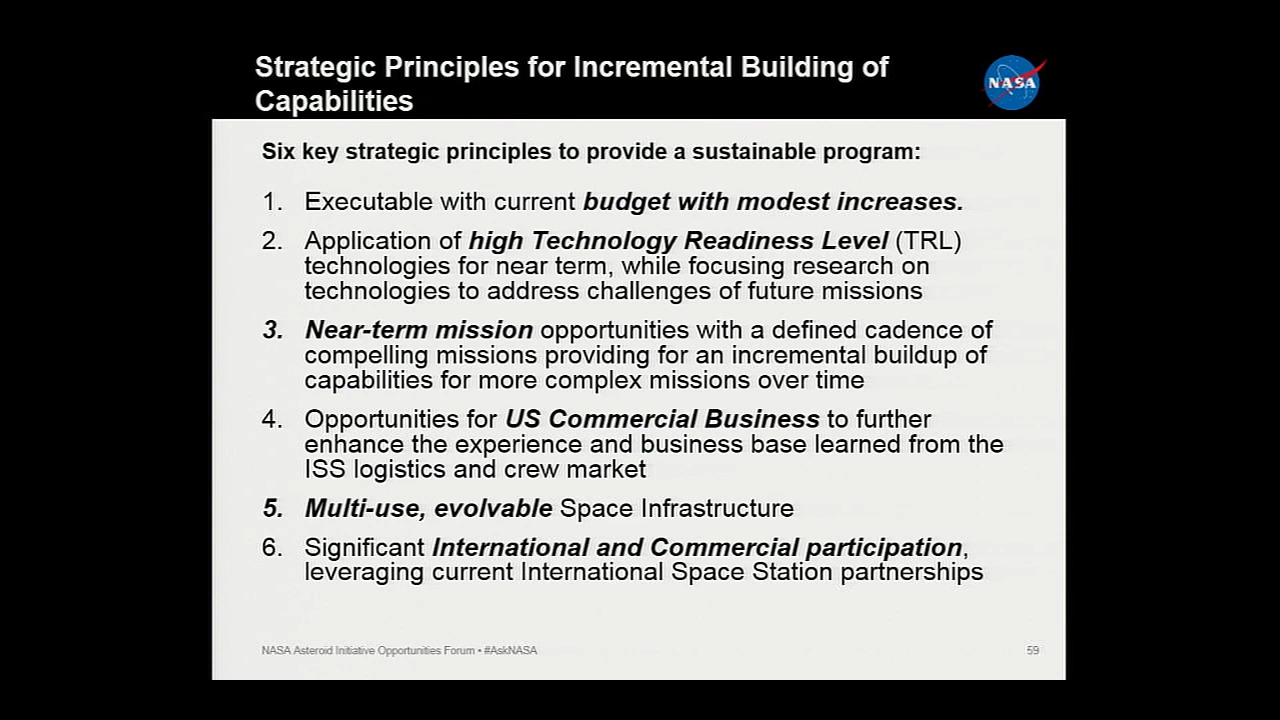 Strategic Principles for Incremental Building of
Capabilities
NASA
Six key strategic principles to provide a sustainable program:
1. Executable with current budget with modest increases.
2. Application of high Technology Readiness Level (TRL)
technologies for near term, while focusing research on
technologies to address challenges of future missions
3. Near-term mission opportunities with a defined cadence of
compelling missions providing for an incremental buildup of
capabilities for more complex missions over time
4. Opportunities for US Commercial Business to further
enhance the experience and business base learned from the
ISS logistics and crew market
5. Multi-use, evolvable Space Infrastructure
6. Significant International and Commercial participation,
leveraging current International Space Station partnerships
NASA Asteroid Initiative Opportunities Forum • #AskNASA
59